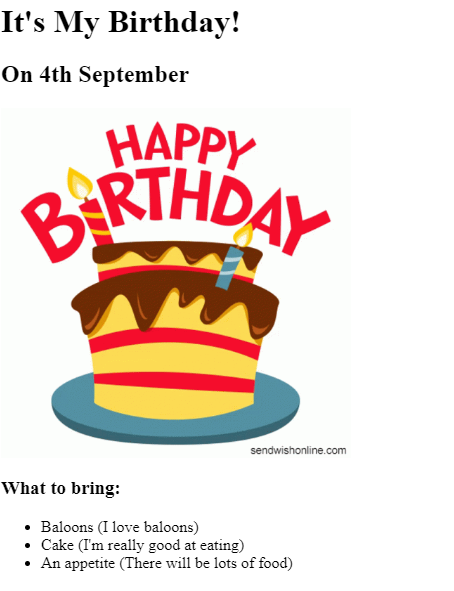 It's My Birthday!
On 4th September
HAPPY
BIRTHDAY
sendwishonline.com
What to bring:
Baloons (I love baloons)
Cake (I'm really good at eating)
An appetite (There will be lots of food)